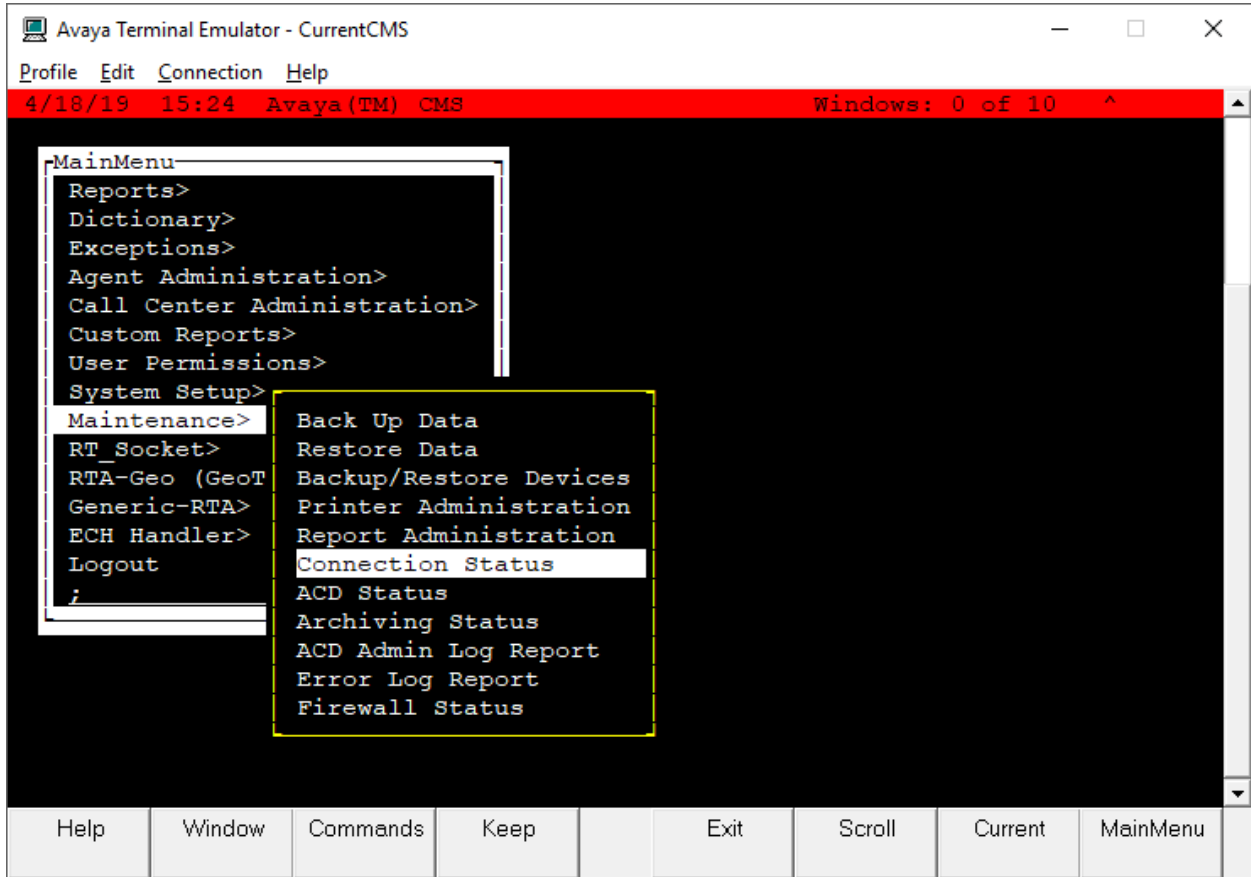 Avaya Terminal Emulator - CurrentCMS
Profile Edit Connection Help
4/18/19 15:24 Avaya(TM) CMS Windows: 0 of 10 ^
MainMenu
Reports>
Dictionary>
Exceptions>
Agent Administration>
Call Center Administration>
Custom Reports>
User Permissions>
System Setup>
Maintenance>
RT_Socket>
RTA-Geo (GeoT
Generic-RTA>
ECH Handler>
Logout
;
Back Up Data
Restore Data
Backup/Restore Devices
Printer Administration
Report Administration
Connection Status
ACD Status
Archiving Status
ACD Admin Log Report
Error Log Report
Firewall Status
Help Window Commands Keep Exit Scroll Current MainMenu